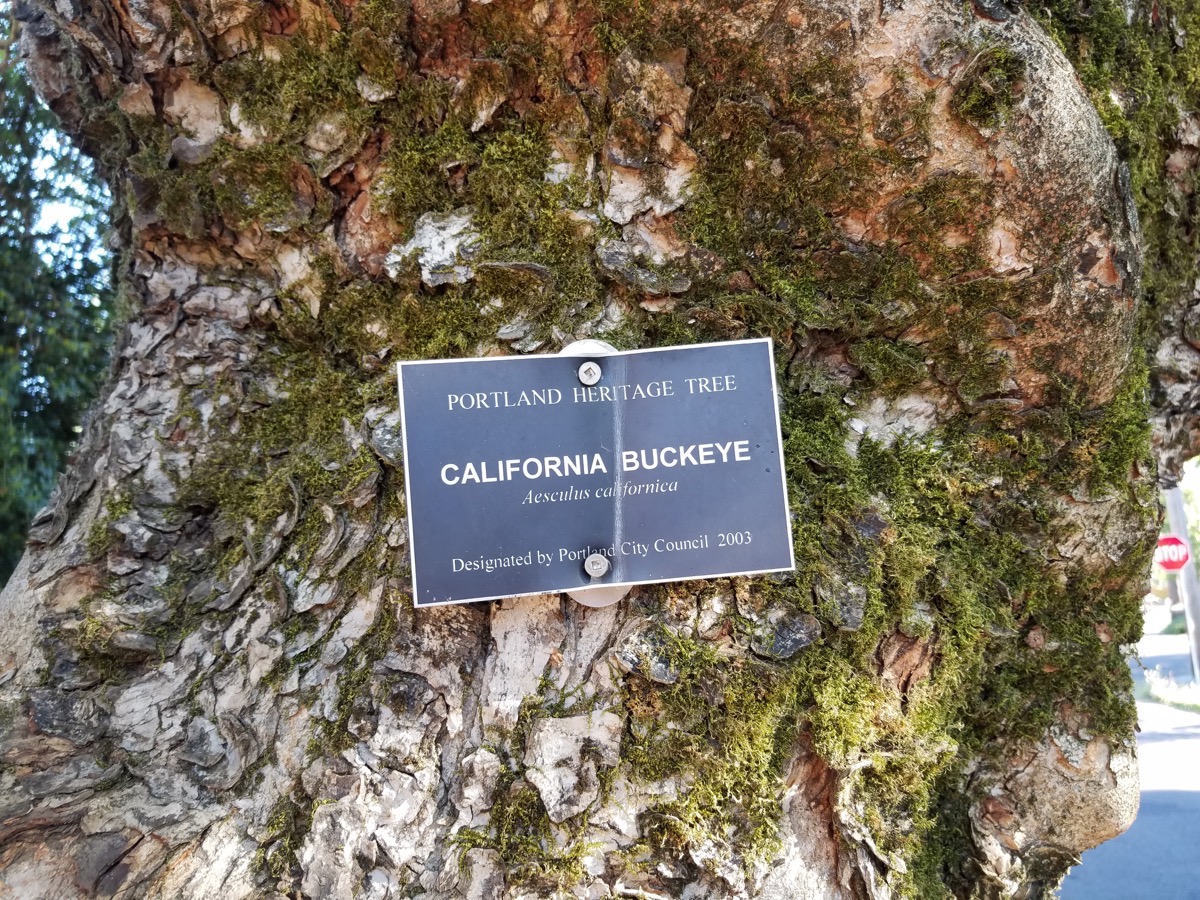 PORTLAND HERITAGE TREE
CALIFORNIA BUCKEYE
Aesculus californica
Designated by Portland City Council 2003
STOP